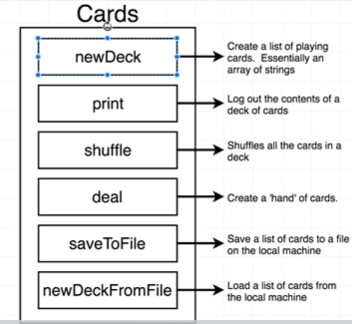 Cards
newDeck
Create a list of playing
cards.  Essentially an
array of strings
print
Log out the contents of a
deck of cards
shuffle
Shuffles all the cards in a
deck
deal
Create a 'hand' of cards.
saveToFile
Save a list of cards to a file
on the local machine
newDeckFromFile
Load a list of cards from
the local machine